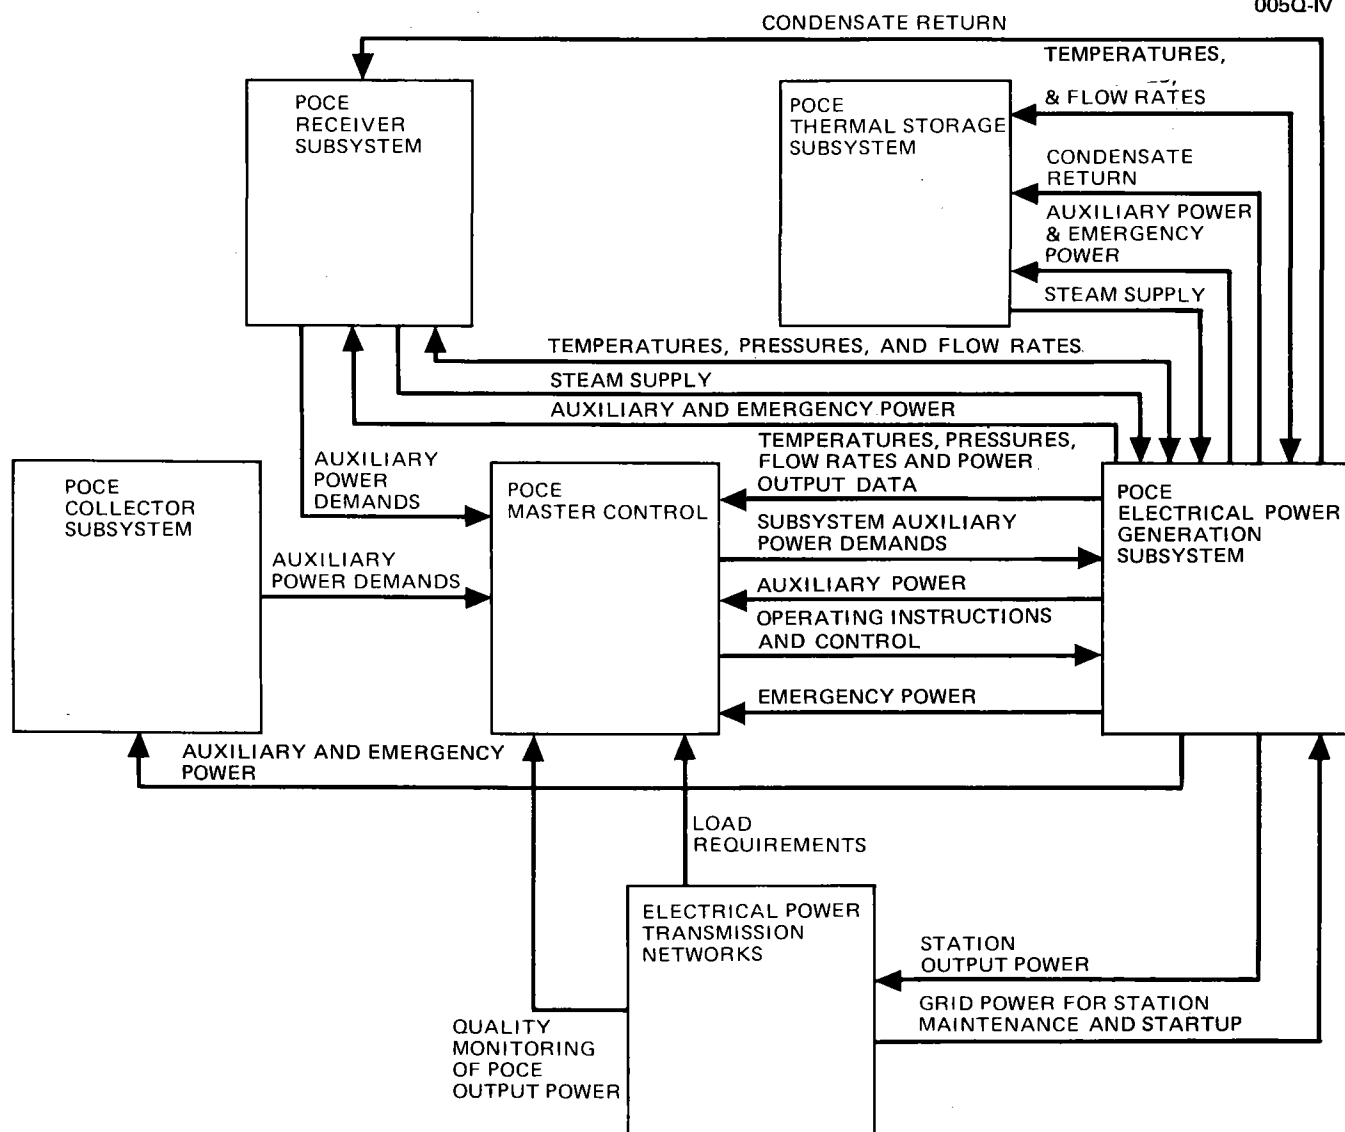 005Q-IV
CONDENSATE RETURN
TEMPERATURES,
& FLOW RATES
POCE
RECEIVER
SUBSYSTEM
POCE
THERMAL STORAGE
SUBSYSTEM
CONDENSATE
RETURN
AUXILIARY POWER
& EMERGENCY
POWER
STEAM SUPPLY
TEMPERATURES, PRESSURES, AND FLOW RATES
STEAM SUPPLY
AUXILIARY AND EMERGENCY POWER
TEMPERATURES, PRESSURES,
FLOW RATES AND POWER
OUTPUT DATA
AUXILIARY
POWER
DEMANDS
POCE
COLLECTOR
SUBSYSTEM
POCE
MASTER CONTROL
POCE
ELECTRICAL POWER
GENERATION
SUBSYSTEM
SUBSYSTEM AUXILIARY
POWER DEMANDS
AUXILIARY
POWER DEMANDS
AUXILIARY POWER
OPERATING INSTRUCTIONS
AND CONTROL
EMERGENCY POWER
AUXILIARY AND EMERGENCY
POWER
LOAD
REQUIREMENTS
ELECTRICAL POWER
TRANSMISSION
NETWORKS
STATION
OUTPUT POWER
GRID POWER FOR STATION
MAINTENANCE AND STARTUP
QUALITY
MONITORING
OF POCE
OUTPUT POWER